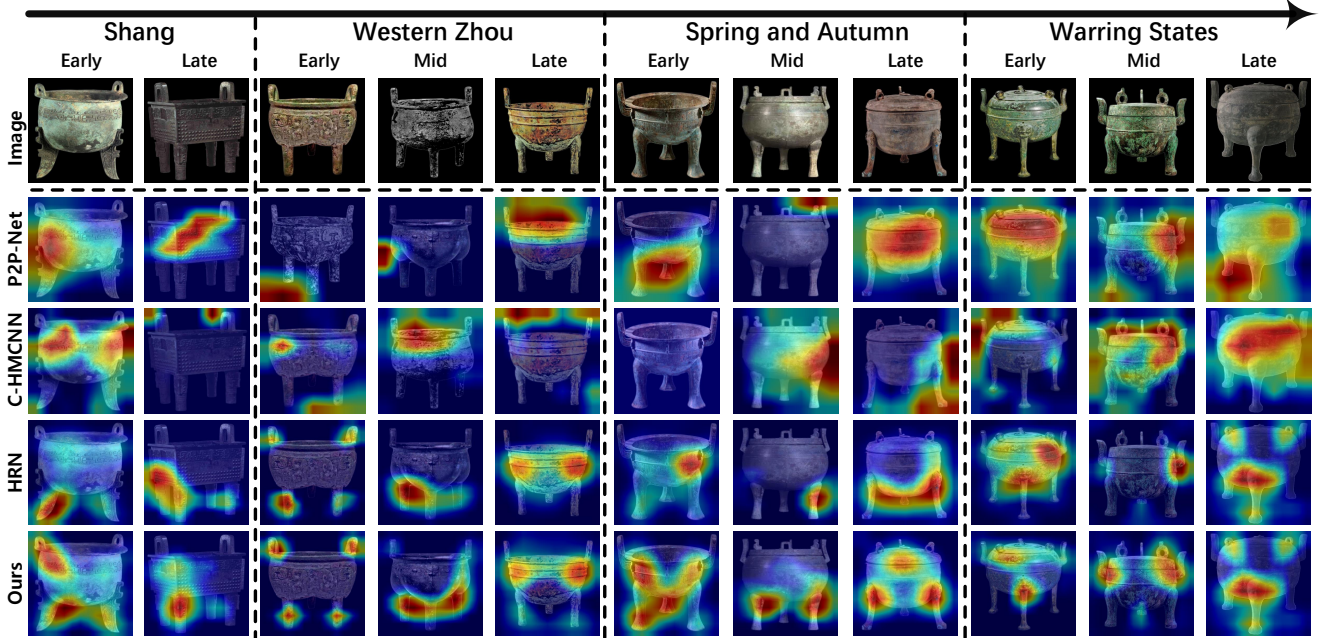 Shang Western Zhou Spring and Autumn Warring States
Early Late Early Mid Late Early Mid Late Early Mid Late
Image
P2P-Net
C-HMCNN
HRN
Ours